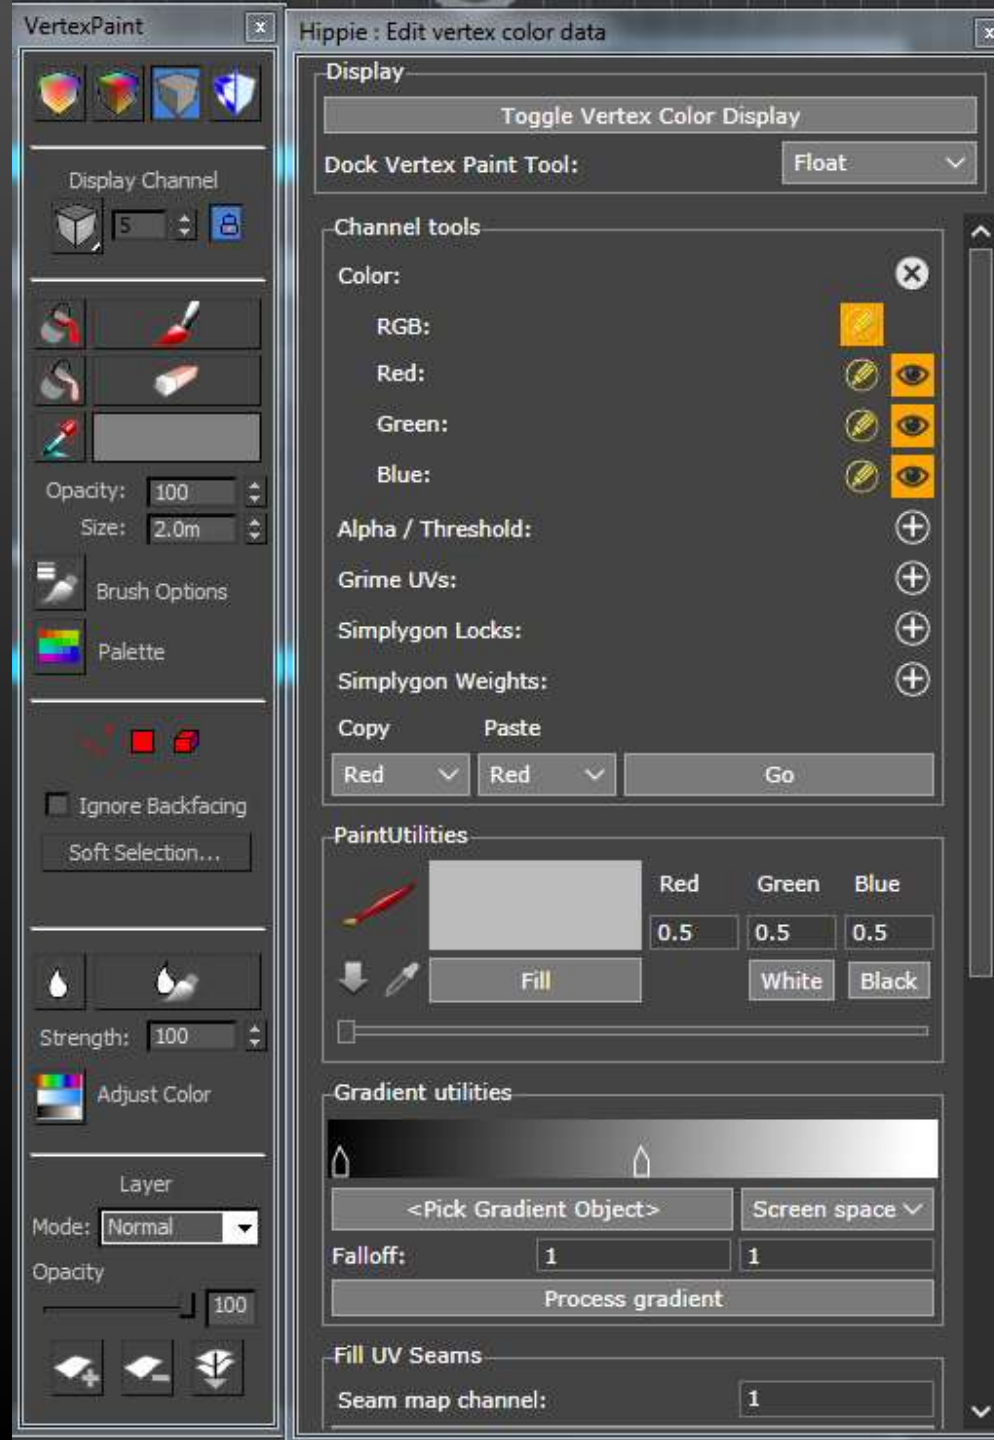 VertexPaint
x
Display Channel
5
Opacity: 100
Size: 2.0m
Brush Options
Palette
Ignore Backfacing
Soft Selection...
Strength: 100
Adjust Color
Layer
Mode: Normal
Opacity
100
Hippie : Edit vertex color data
x
Display
Toggle Vertex Color Display
Dock Vertex Paint Tool: Float
Channel tools
Color:
RGB:
Red:
Green:
Blue:
Alpha / Threshold:
Grime UVs:
Simplygon Locks:
Simplygon Weights:
Copy Paste
Red Red Go
PaintUtilities
Red Green Blue
0.5 0.5 0.5
Fill White Black
Gradient utilities
<Pick Gradient Object> Screen space
Falloff: 1 1
Process gradient
Fill UV Seams
Seam map channel: 1